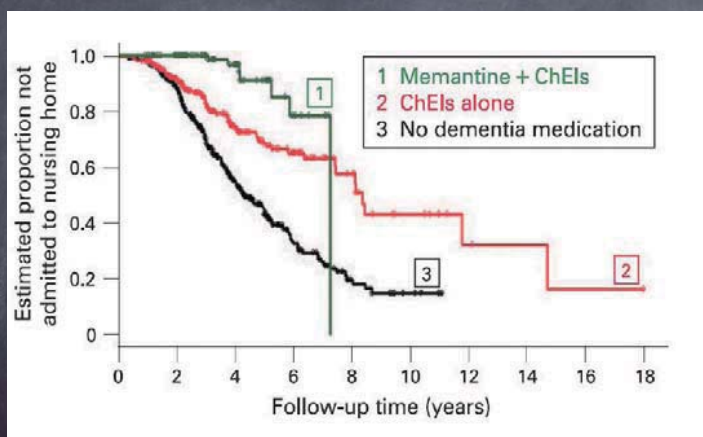 Estimated proportion not
admitted to nursing home
1.0
0.8
0.6
0.4
0.2
0
1 Memantine + ChEIs
2 ChEIs alone
3 No dementia medication
1
2
3
0 2 4 6 8 10 12 14 16 18
Follow-up time (years)